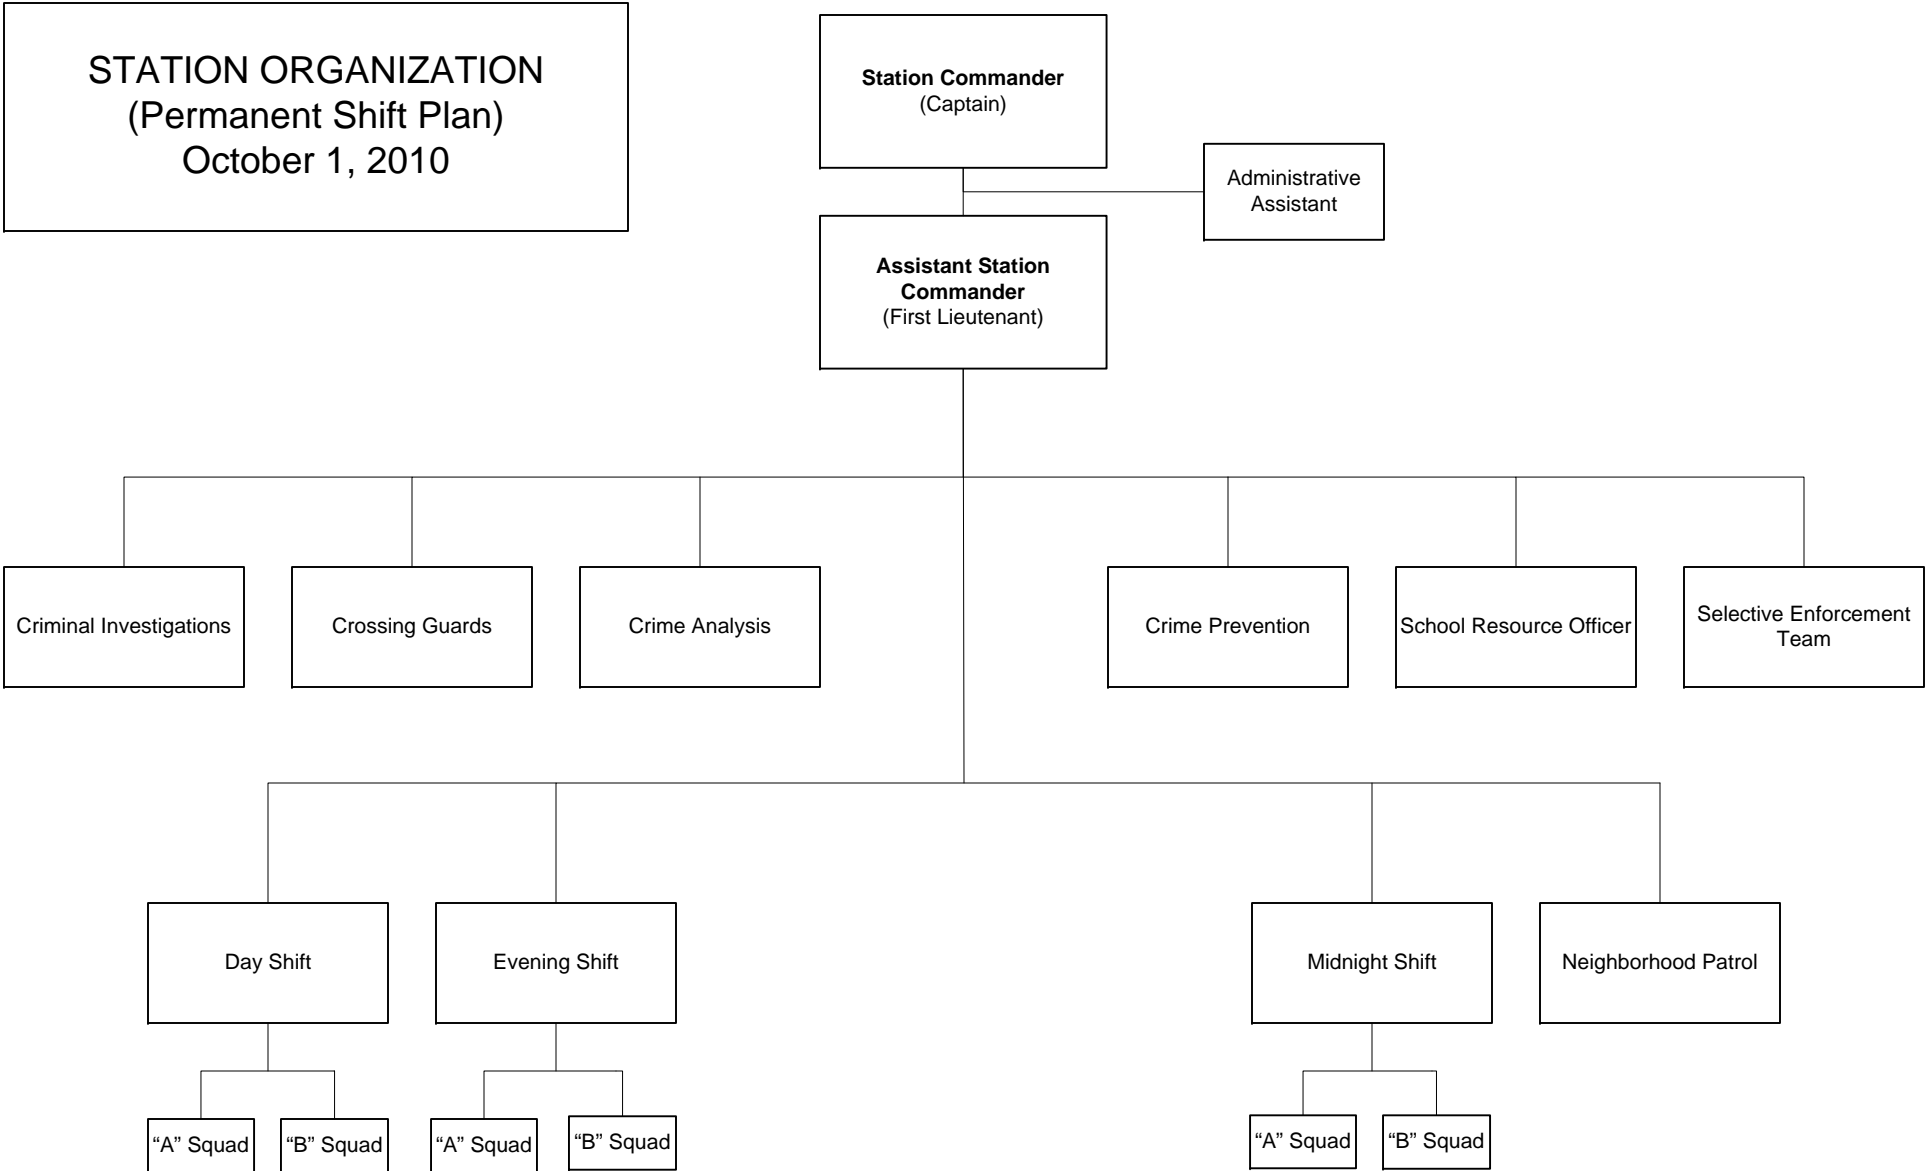 STATION ORGANIZATION
(Permanent Shift Plan)
October 1, 2010
Station Commander
(Captain)
Administrative
Assistant
Assistant Station
Commander
(First Lieutenant)
Criminal Investigations
Crossing Guards
Crime Analysis
Crime Prevention
School Resource Officer
Selective Enforcement
Team
Day Shift
Evening Shift
Midnight Shift
Neighborhood Patrol
“A” Squad
“B” Squad
“A” Squad
“B” Squad
“A” Squad
“B” Squad